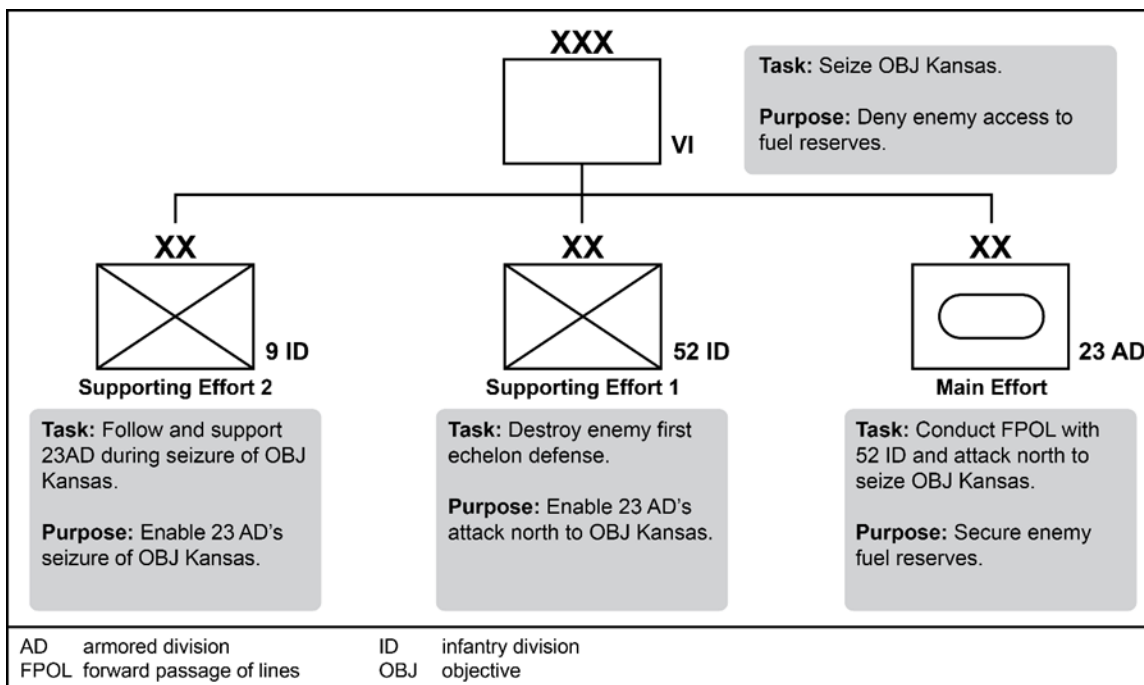 XXX
VI
Task: Seize OBJ Kansas.
Purpose: Deny enemy access to
fuel reserves.
XX
9 ID
Supporting Effort 2
Task: Follow and support
23AD during seizure of OBJ
Kansas.
Purpose: Enable 23 AD's
seizure of OBJ Kansas.
XX
52 ID
Supporting Effort 1
Task: Destroy enemy first
echelon defense.
Purpose: Enable 23 AD's
attack north to OBJ Kansas.
XX
23 AD
Main Effort
Task: Conduct FPOL with
52 ID and attack north to
seize OBJ Kansas.
Purpose: Secure enemy
fuel reserves.
AD armored division
FPOL forward passage of lines
ID infantry division
OBJ objective